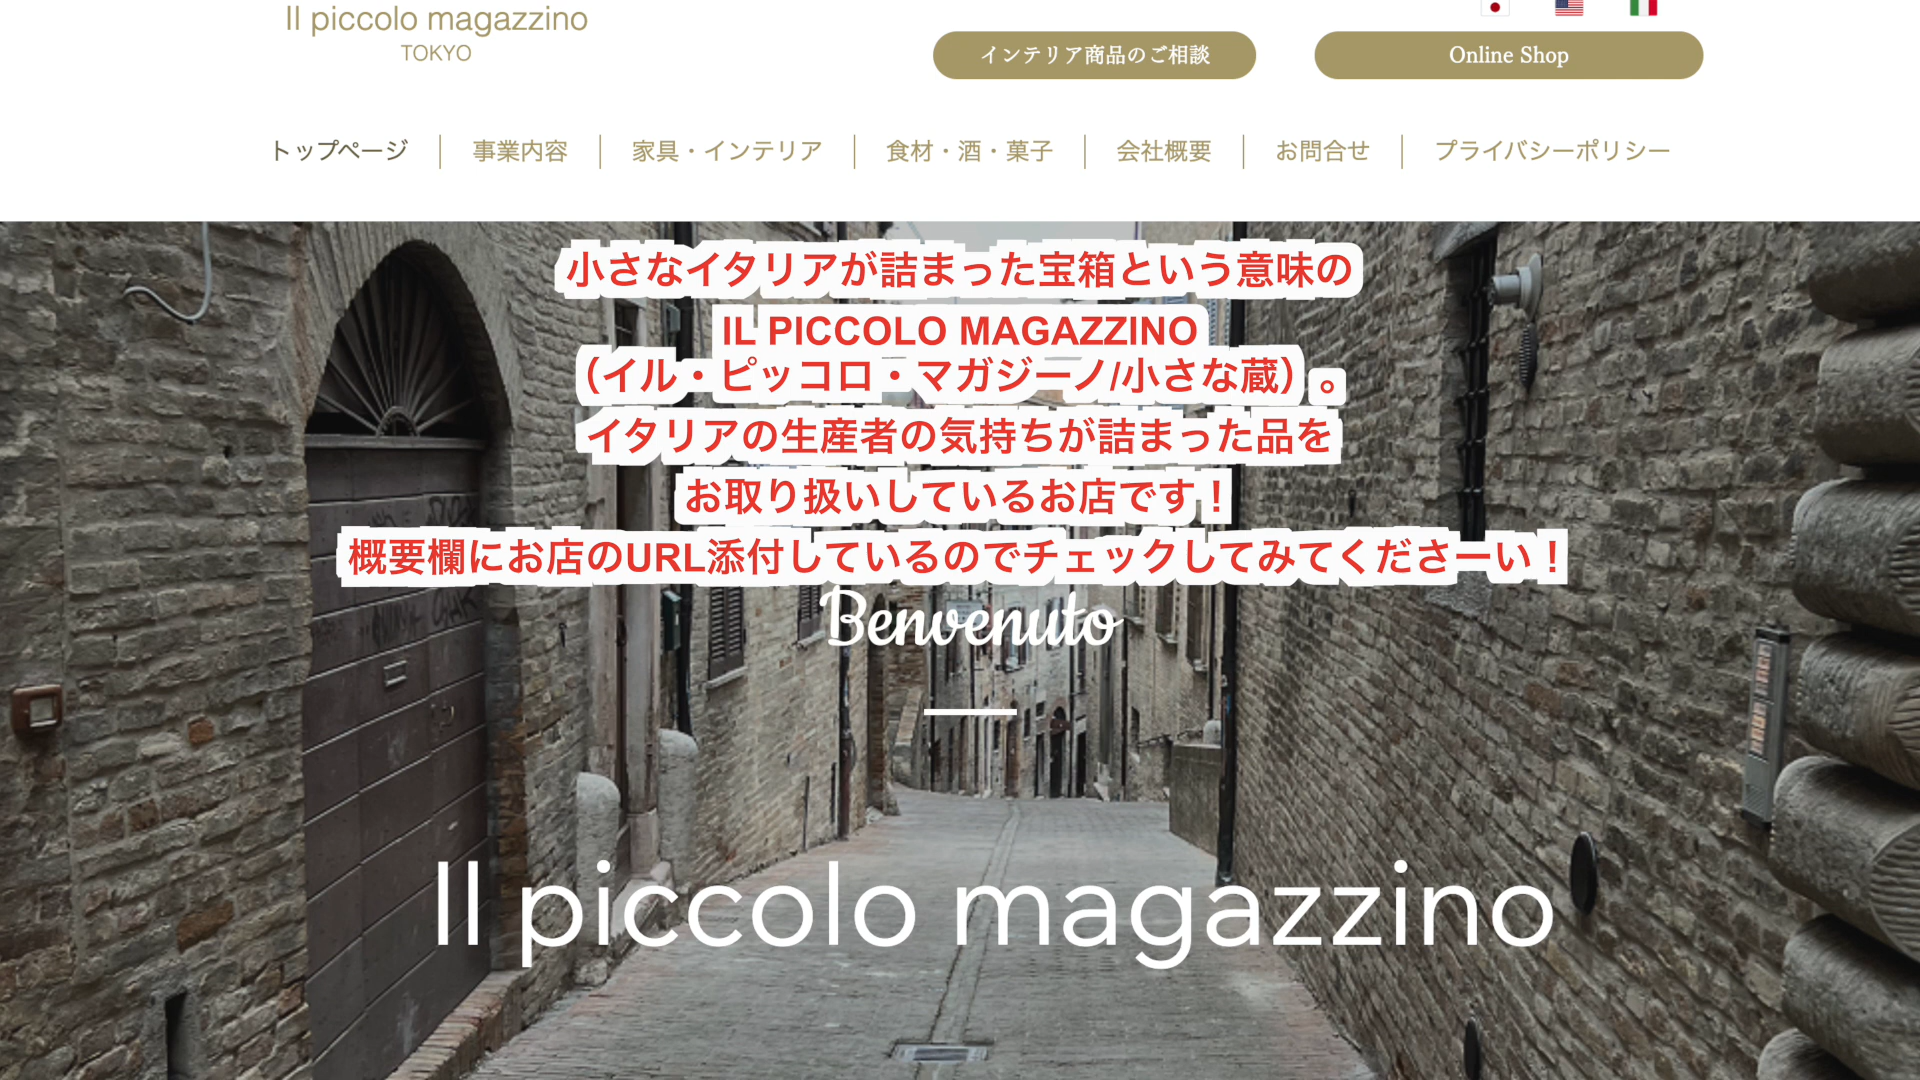 Il piccolo magazzino
TOKYO
インテリア商品のご相談
Online Shop
トップページ
事業内容
家具・インテリア
食材・酒・菓子
会社概要
お問合せ
プライバシーポリシー
小さなイタリアが詰まった宝箱という意味の
IL PICCOLO MAGAZZINO
（イル・ピッコロ・マガジーノ/小さな蔵）。
イタリアの生産者の気持ちが詰まった品を
お取り扱いしているお店です！
概要欄にお店のURL添付しているのでチェックしてみてくださーい！
Benvenuto
Il piccolo magazzino